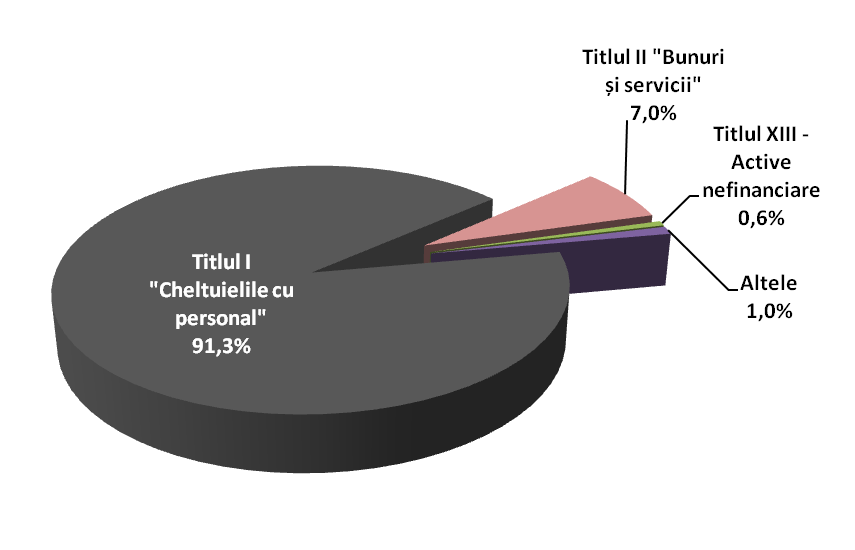 Titlul II "Bunuri
și servicii"
7,0%
Titlul XIII -
Active
nefinanciare
0,6%
Altele
1,0%
Titlul I
"Cheltuielile cu
personal"
91,3%